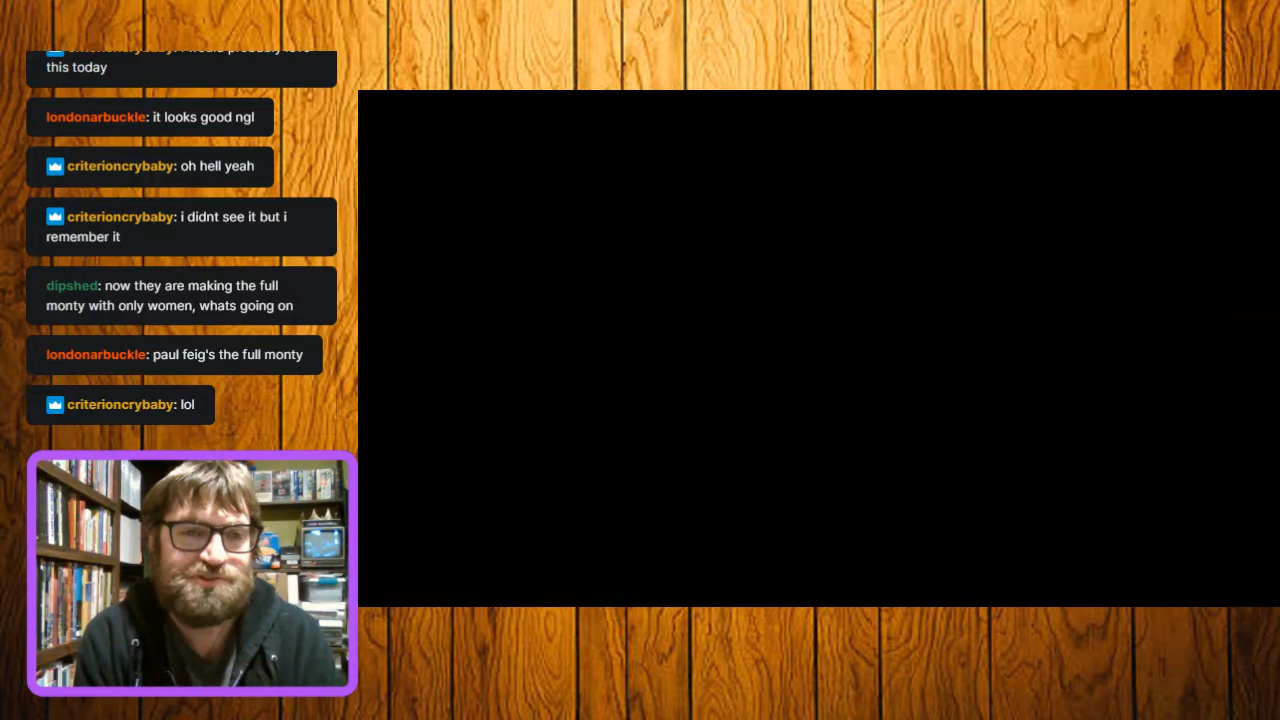 this today
londonarbuckle: it looks good ngl
criterioncrybaby: oh hell yeah
criterioncrybaby: i didnt see it but i
remember it
dipshed: now they are making the full
monty with only women, whats going on
londonarbuckle: paul feig's the full monty
criterioncrybaby: lol